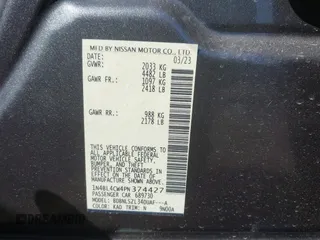 MFD BY NISSAN MOTOR CO., LTD.
DATE: 03/23
GVWR: 2033 KG
4482 LB
GAWR FR: 1097 KG
2418 LB
GAWR RR: 988 KG
2178 LB
THIS VEHICLE CONFORMS TO ALL
APPLICABLE FEDERAL MOTOR
VEHICLE SAFETY,
BUMPER, AND THEFT PREVENTION
STANDARDS IN EFFECT ON THE
DATE OF MANUFACTURE SHOWN
ABOVE.
1N4BL4CW4PN374427
PASSENGER CAR 689730
MODEL: BDBNLSZL34DUAF---A
COLOR: KAD TRIM: N 9N00A